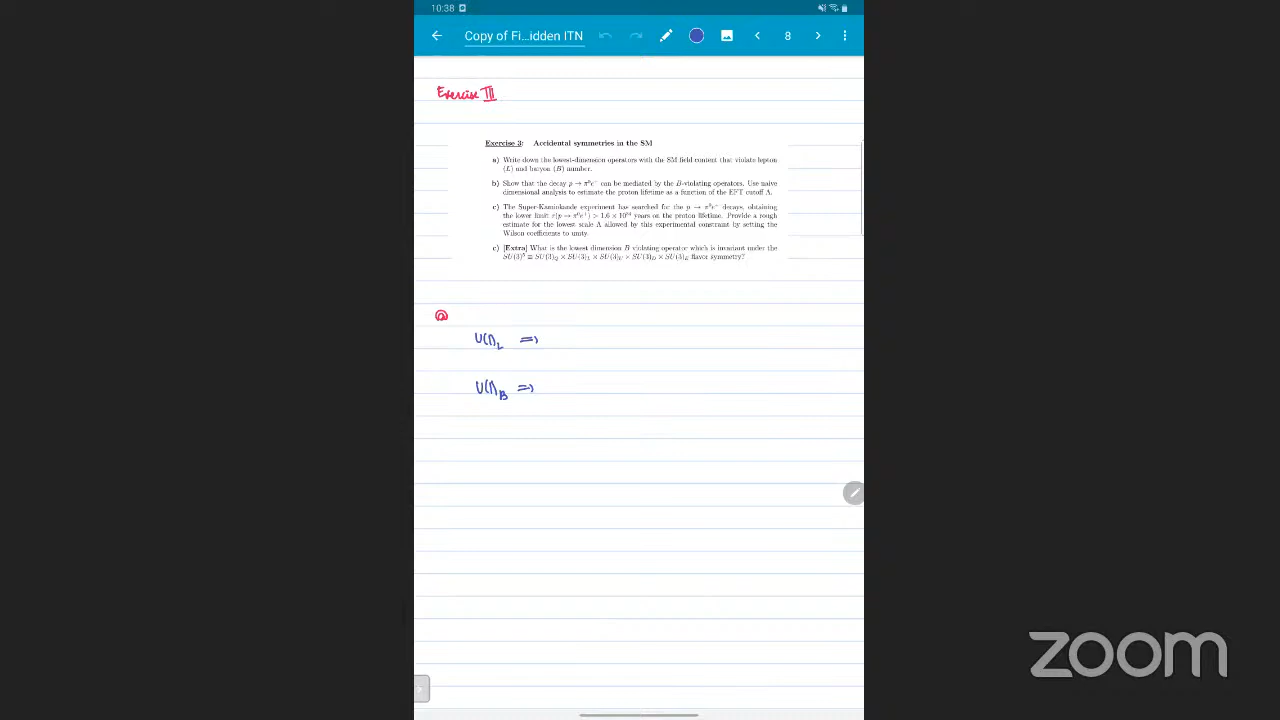 10:38
Copy of Fi...idden ITN
8
Exercise III
Exercise 3: Accidental symmetries in the SM
a) Write down the lowest-dimension operators with the SM field content that violate lepton
(L) and baryon (B) number.
b) Show that the decay p → π⁰e⁺ can be mediated by the B-violating operators. Use naive
dimensional analysis to estimate the proton lifetime as a function of the EFT cutoff Λ.
c) The Super-Kamiokande experiment has searched for the p → π⁰e⁺ decays, obtaining
the lower limit τ(p → π⁰e⁺) > 1.6 × 10³⁴ years on the proton lifetime. Provide a rough
estimate for the lowest scale Λ allowed by this experimental constraint by setting the
Wilson coefficients to unity.
c) [Extra] What is the lowest dimension B violating operator which is invariant under the
SU(3)⁵ ≡ SU(3)_Q × SU(3)_L × SU(3)_U × SU(3)_D × SU(3)_E flavor symmetry?
a
U(1)_L ⇒
U(1)_B ⇒
zoom